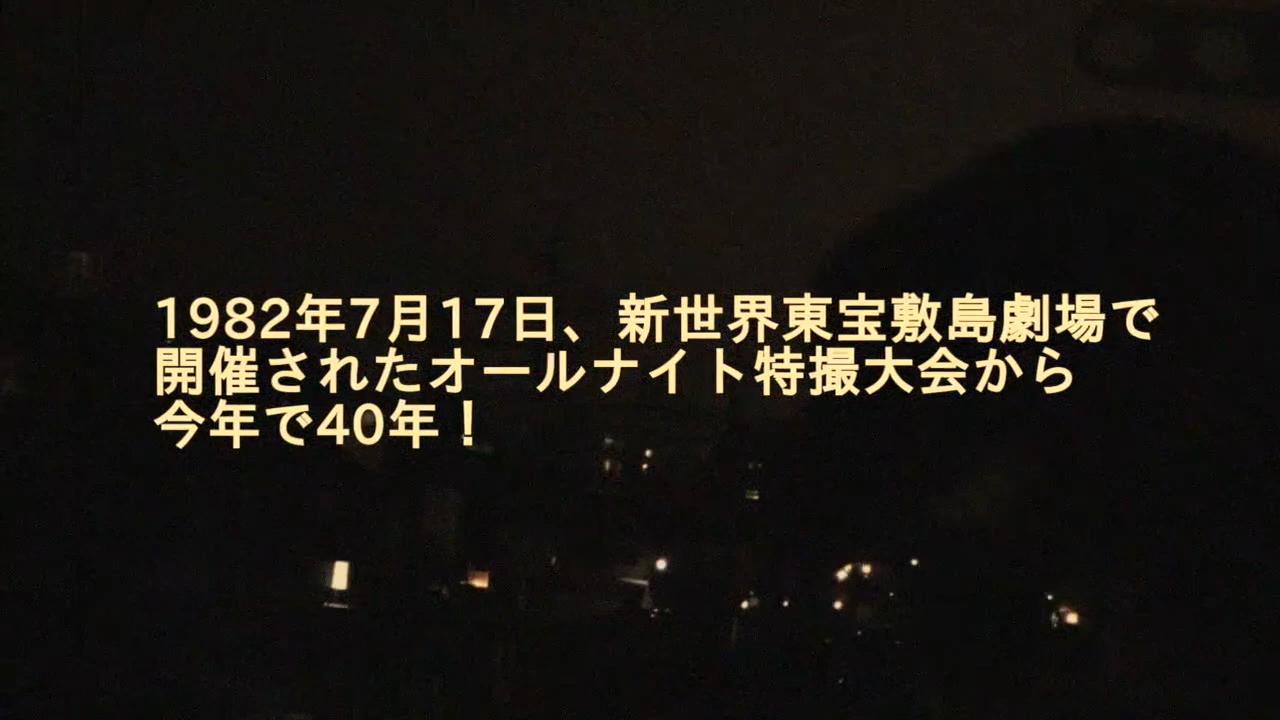 1982年7月17日、新世界東宝敷島劇場で
開催されたオールナイト特撮大会から
今年で40年！